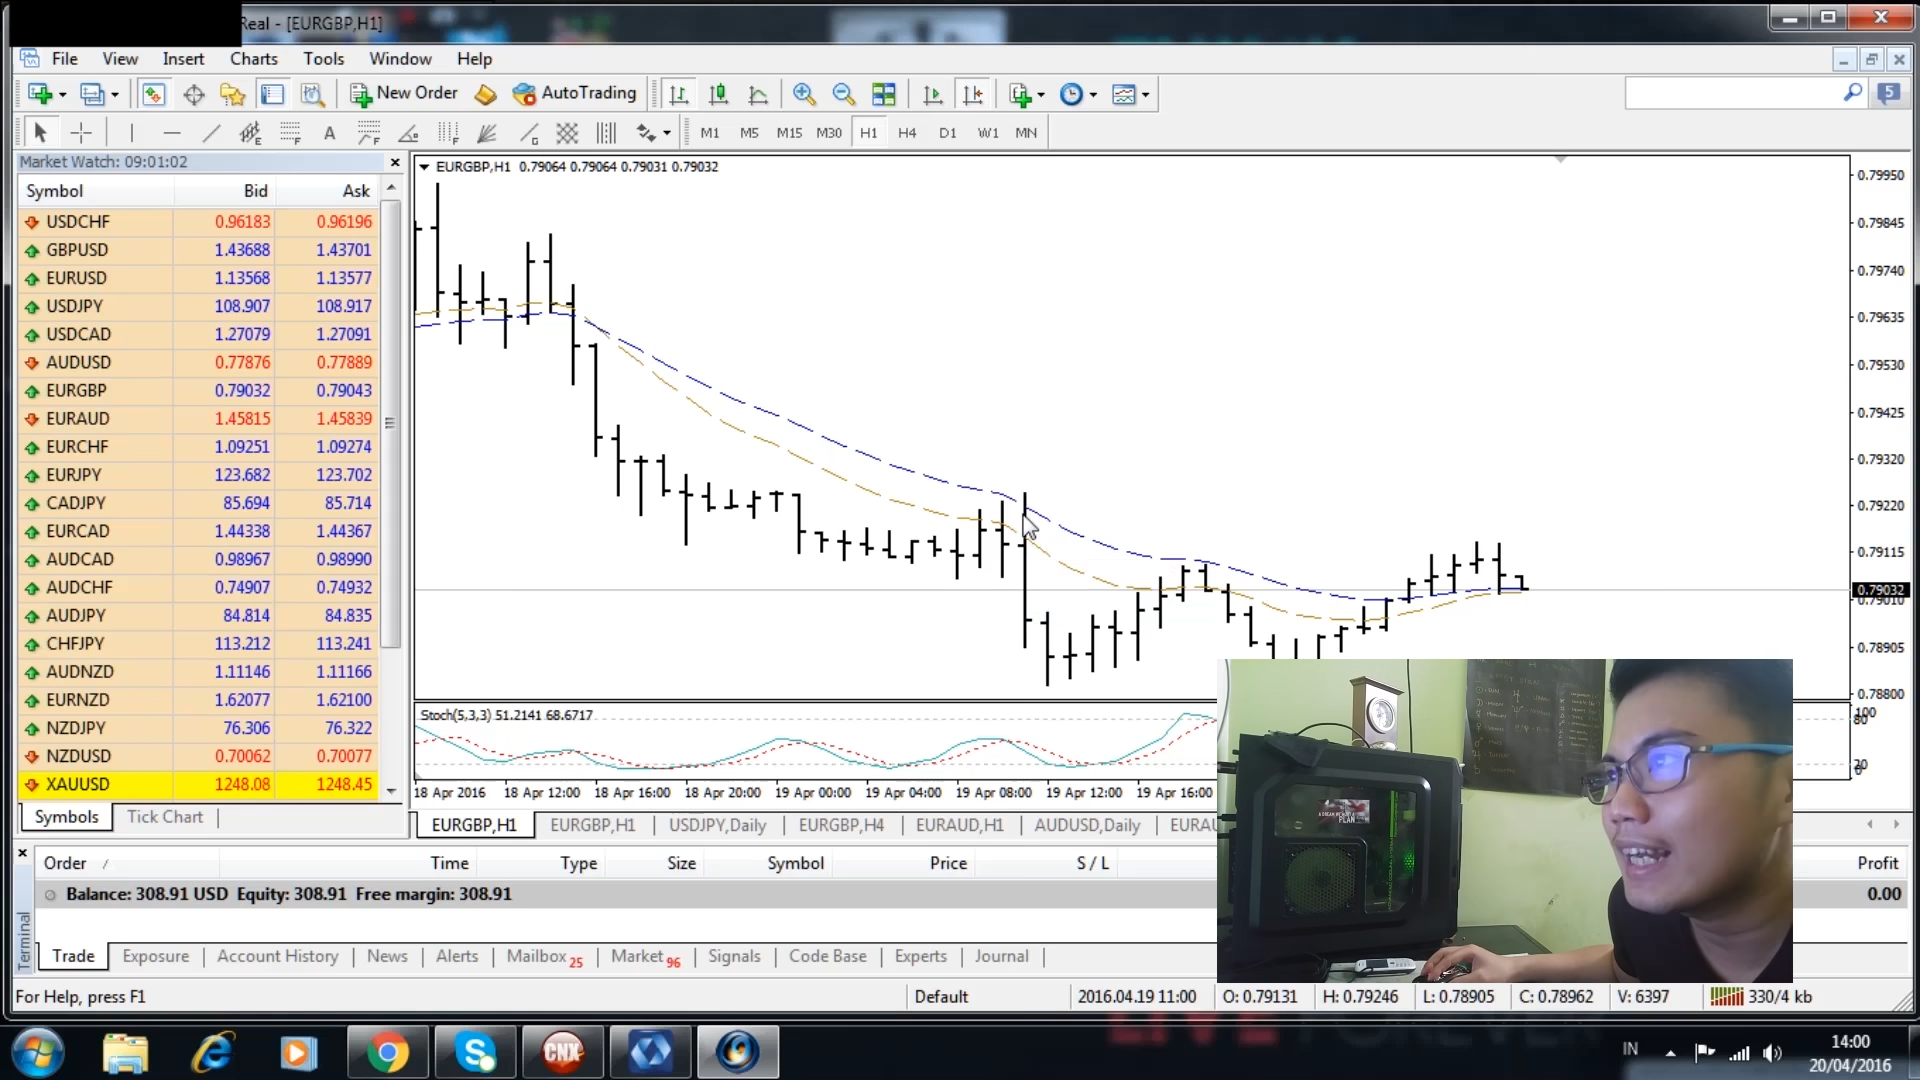 Real - [EURGBP,H1]
File View Insert Charts Tools Window Help
New Order AutoTrading 5
A M1 M5 M15 M30 H1 H4 D1 W1 MN
Market Watch: 09:01:02
Symbol Bid Ask
USDCHF 0.96183 0.96196
GBPUSD 1.43688 1.43701
EURUSD 1.13568 1.13577
USDJPY 108.907 108.917
USDCAD 1.27079 1.27091
AUDUSD 0.77876 0.77889
EURGBP 0.79032 0.79043
EURAUD 1.45815 1.45839
EURCHF 1.09251 1.09274
EURJPY 123.682 123.702
CADJPY 85.694 85.714
EURCAD 1.44338 1.44367
AUDCAD 0.98967 0.98990
AUDCHF 0.74907 0.74932
AUDJPY 84.814 84.835
CHFJPY 113.212 113.241
AUDNZD 1.11146 1.11166
EURNZD 1.62077 1.62100
NZDJPY 76.306 76.322
NZDUSD 0.70062 0.70077
XAUUSD 1248.08 1248.45
Symbols Tick Chart
EURGBP,H1 0.79064 0.79064 0.79031 0.79032
0.79950
0.79845
0.79740
0.79635
0.79530
0.79425
0.79320
0.79220
0.79115
0.79032
0.79010
0.78905
0.78800
Stoch(5,3,3) 51.2141 68.6717
100
80
20
0
18 Apr 2016 18 Apr 12:00 18 Apr 16:00 18 Apr 20:00 19 Apr 00:00 19 Apr 04:00 19 Apr 08:00 19 Apr 12:00 19 Apr 16:00
EURGBP,H1 EURGBP,H1 USDJPY,Daily EURGBP,H4 EURAUD,H1 AUDUSD,Daily EURAU
Order / Time Type Size Symbol Price S / L Profit
Balance: 308.91 USD Equity: 308.91 Free margin: 308.91 0.00
Terminal
Trade Exposure Account History News Alerts Mailbox 25 Market 96 Signals Code Base Experts Journal
For Help, press F1 Default 2016.04.19 11:00 O: 0.79131 H: 0.79246 L: 0.78905 C: 0.78962 V: 6397 330/4 kb
CNX
IN
14:00
20/04/2016